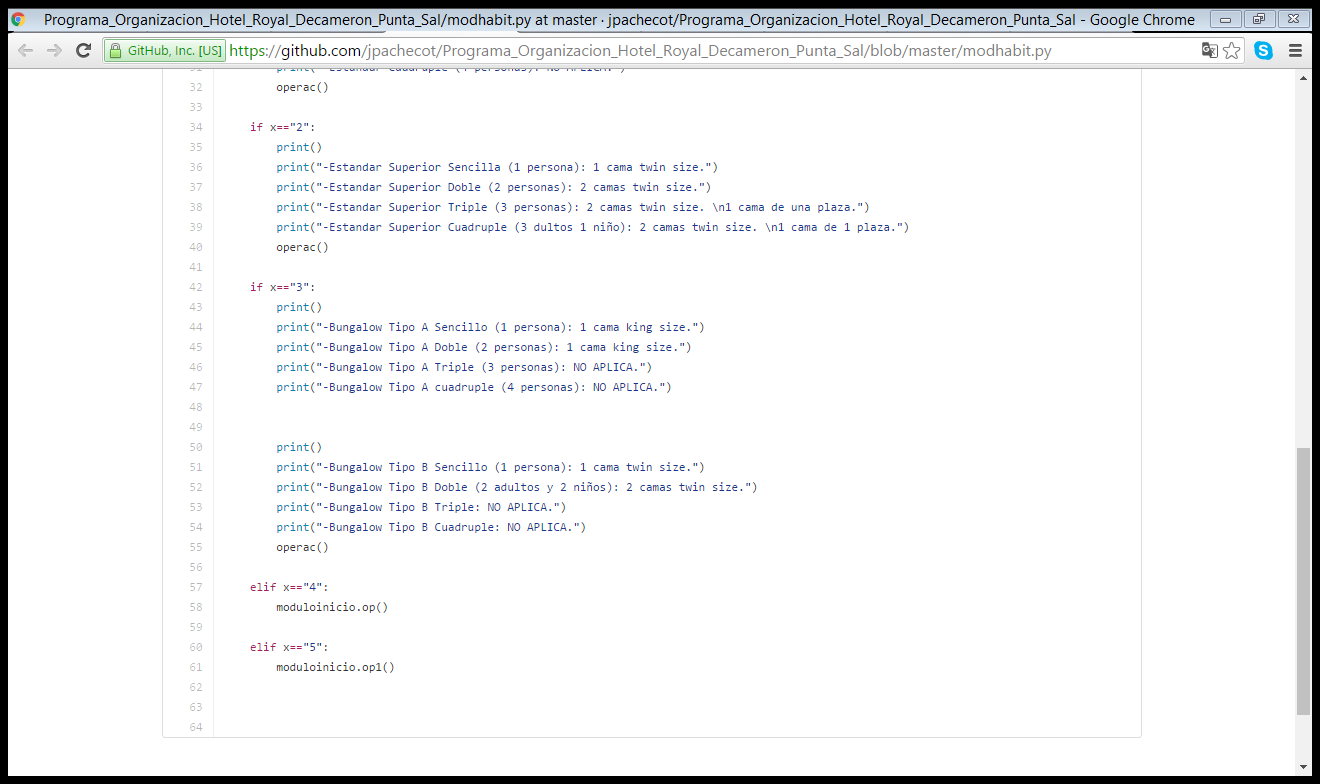 Programa_Organizacion_Hotel_Royal_Decameron_Punta_Sal/modhabit.py at master · jpachecot/Programa_Organizacion_Hotel_Royal_Decameron_Punta_Sal - Google Chrome
GitHub, Inc. [US] https://github.com/jpachecot/Programa_Organizacion_Hotel_Royal_Decameron_Punta_Sal/blob/master/modhabit.py
31 print("-Estandar Cuadruple (4 personas): NO APLICA.")
32 operac()
33
34 if x=="2":
35 print()
36 print("-Estandar Superior Sencilla (1 persona): 1 cama twin size.")
37 print("-Estandar Superior Doble (2 personas): 2 camas twin size.")
38 print("-Estandar Superior Triple (3 personas): 2 camas twin size. \n1 cama de una plaza.")
39 print("-Estandar Superior Cuadruple (3 dultos 1 niño): 2 camas twin size. \n1 cama de 1 plaza.")
40 operac()
41
42 if x=="3":
43 print()
44 print("-Bungalow Tipo A Sencillo (1 persona): 1 cama king size.")
45 print("-Bungalow Tipo A Doble (2 personas): 1 cama king size.")
46 print("-Bungalow Tipo A Triple (3 personas): NO APLICA.")
47 print("-Bungalow Tipo A cuadruple (4 personas): NO APLICA.")
48
49
50 print()
51 print("-Bungalow Tipo B Sencillo (1 persona): 1 cama twin size.")
52 print("-Bungalow Tipo B Doble (2 adultos y 2 niños): 2 camas twin size.")
53 print("-Bungalow Tipo B Triple: NO APLICA.")
54 print("-Bungalow Tipo B Cuadruple: NO APLICA.")
55 operac()
56
57 elif x=="4":
58 moduloinicio.op()
59
60 elif x=="5":
61 moduloinicio.op1()
62
63
64